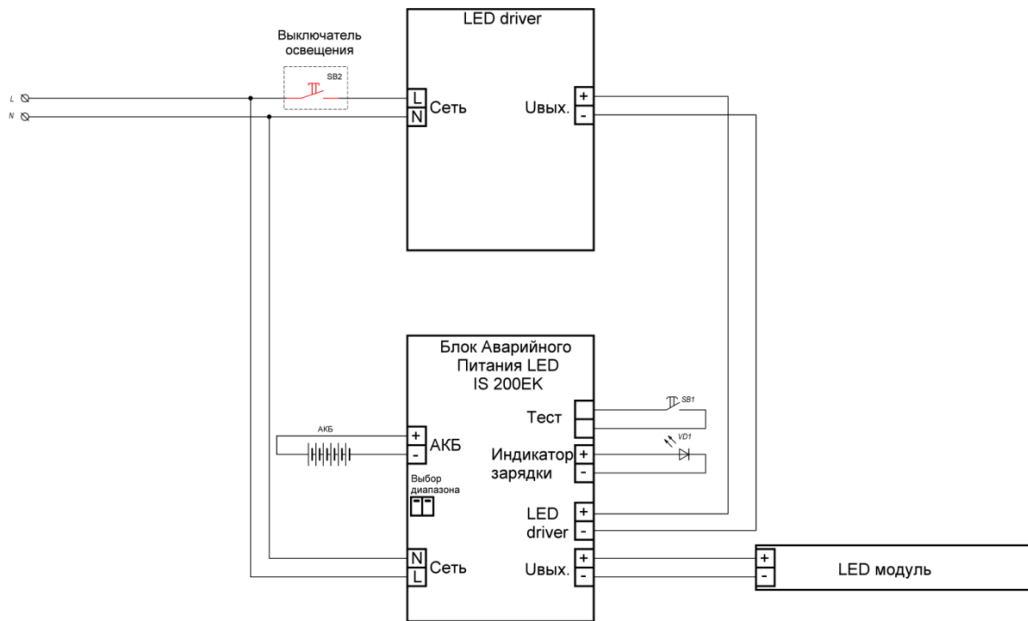 LED driver
Выключатель
освещения
SB2
L
N
L
N
Сеть
Uвых.
+
-
Блок Аварийного
Питания LED
IS 200EK
Тест
SB1
АКБ
+
-
АКБ
Индикатор
зарядки
+
-
VD1
Выбор
диапазона
LED
driver
+
-
N
L
Сеть
Uвых.
+
-
+
-
LED модуль